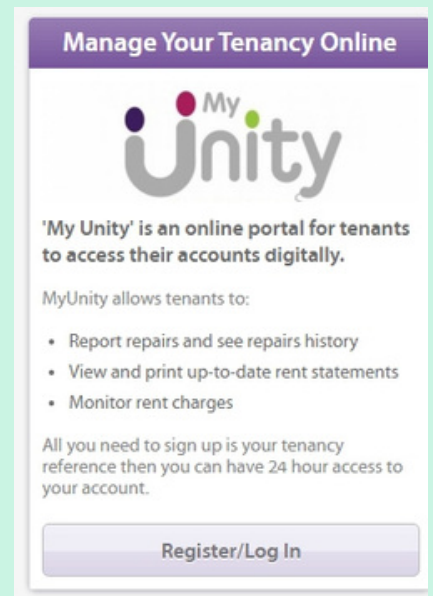 Manage Your Tenancy Online
My
Unity
'My Unity' is an online portal for tenants
to access their accounts digitally.
MyUnity allows tenants to:
• Report repairs and see repairs history
• View and print up-to-date rent statements
• Monitor rent charges
All you need to sign up is your tenancy
reference then you can have 24 hour access to
your account.
Register/Log In